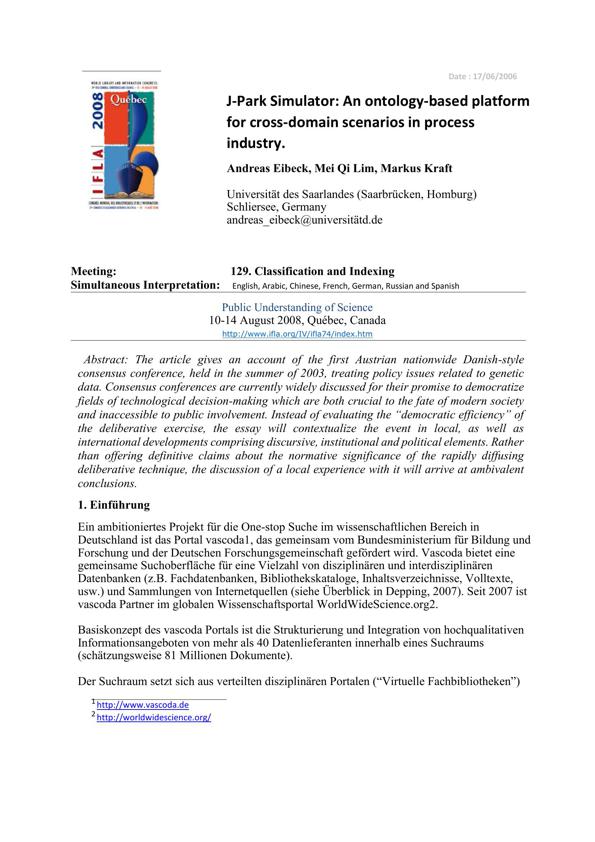 Date : 17/06/2006
WORLD LIBRARY AND INFORMATION CONGRESS:
IFLA 2008
Québec
J-Park Simulator: An ontology-based platform
for cross-domain scenarios in process
industry.
Andreas Eibeck, Mei Qi Lim, Markus Kraft
Universität des Saarlandes (Saarbrücken, Homburg)
Schliersee, Germany
andreas_eibeck@universitätd.de
Meeting: 129. Classification and Indexing
Simultaneous Interpretation: English, Arabic, Chinese, French, German, Russian and Spanish
Public Understanding of Science
10-14 August 2008, Québec, Canada
http://www.ifla.org/IV/ifla74/index.htm
Abstract: The article gives an account of the first Austrian nationwide Danish-style
consensus conference, held in the summer of 2003, treating policy issues related to genetic
data. Consensus conferences are currently widely discussed for their promise to democratize
fields of technological decision-making which are both crucial to the fate of modern society
and inaccessible to public involvement. Instead of evaluating the “democratic efficiency” of
the deliberative exercise, the essay will contextualize the event in local, as well as
international developments comprising discursive, institutional and political elements. Rather
than offering definitive claims about the normative significance of the rapidly diffusing
deliberative technique, the discussion of a local experience with it will arrive at ambivalent
conclusions.
1. Einführung
Ein ambitioniertes Projekt für die One-stop Suche im wissenschaftlichen Bereich in
Deutschland ist das Portal vascoda1, das gemeinsam vom Bundesministerium für Bildung und
Forschung und der Deutschen Forschungsgemeinschaft gefördert wird. Vascoda bietet eine
gemeinsame Suchoberfläche für eine Vielzahl von disziplinären und interdisziplinären
Datenbanken (z.B. Fachdatenbanken, Bibliothekskataloge, Inhaltsverzeichnisse, Volltexte,
usw.) und Sammlungen von Internetquellen (siehe Überblick in Depping, 2007). Seit 2007 ist
vascoda Partner im globalen Wissenschaftsportal WorldWideScience.org2.
Basiskonzept des vascoda Portals ist die Strukturierung und Integration von hochqualitativen
Informationsangeboten von mehr als 40 Datenlieferanten innerhalb eines Suchraums
(schätzungsweise 81 Millionen Dokumente).
Der Suchraum setzt sich aus verteilten disziplinären Portalen (“Virtuelle Fachbibliotheken”)
1 http://www.vascoda.de
2 http://worldwidescience.org/